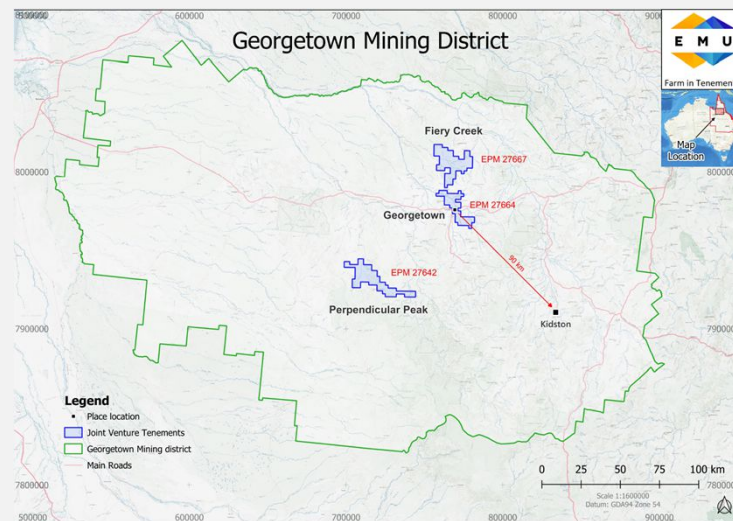 600000
700000
800000
Georgetown Mining District
EMU
Farm in Tenemen
Map
Location
Fiery Creek
EPM 27667
8000000
EPM 27664
Georgetown
EPM 27642
90 km
Perpendicular Peak
Kidston
7900000
Legend
Place location
Joint Venture Tenements
Georgetown Mining district
Main Roads
0 25 50 75 100 km
Scale 1:1600000
Datum: GDA94 Zone 54
7800000
500000
600000
700000
800000
900000